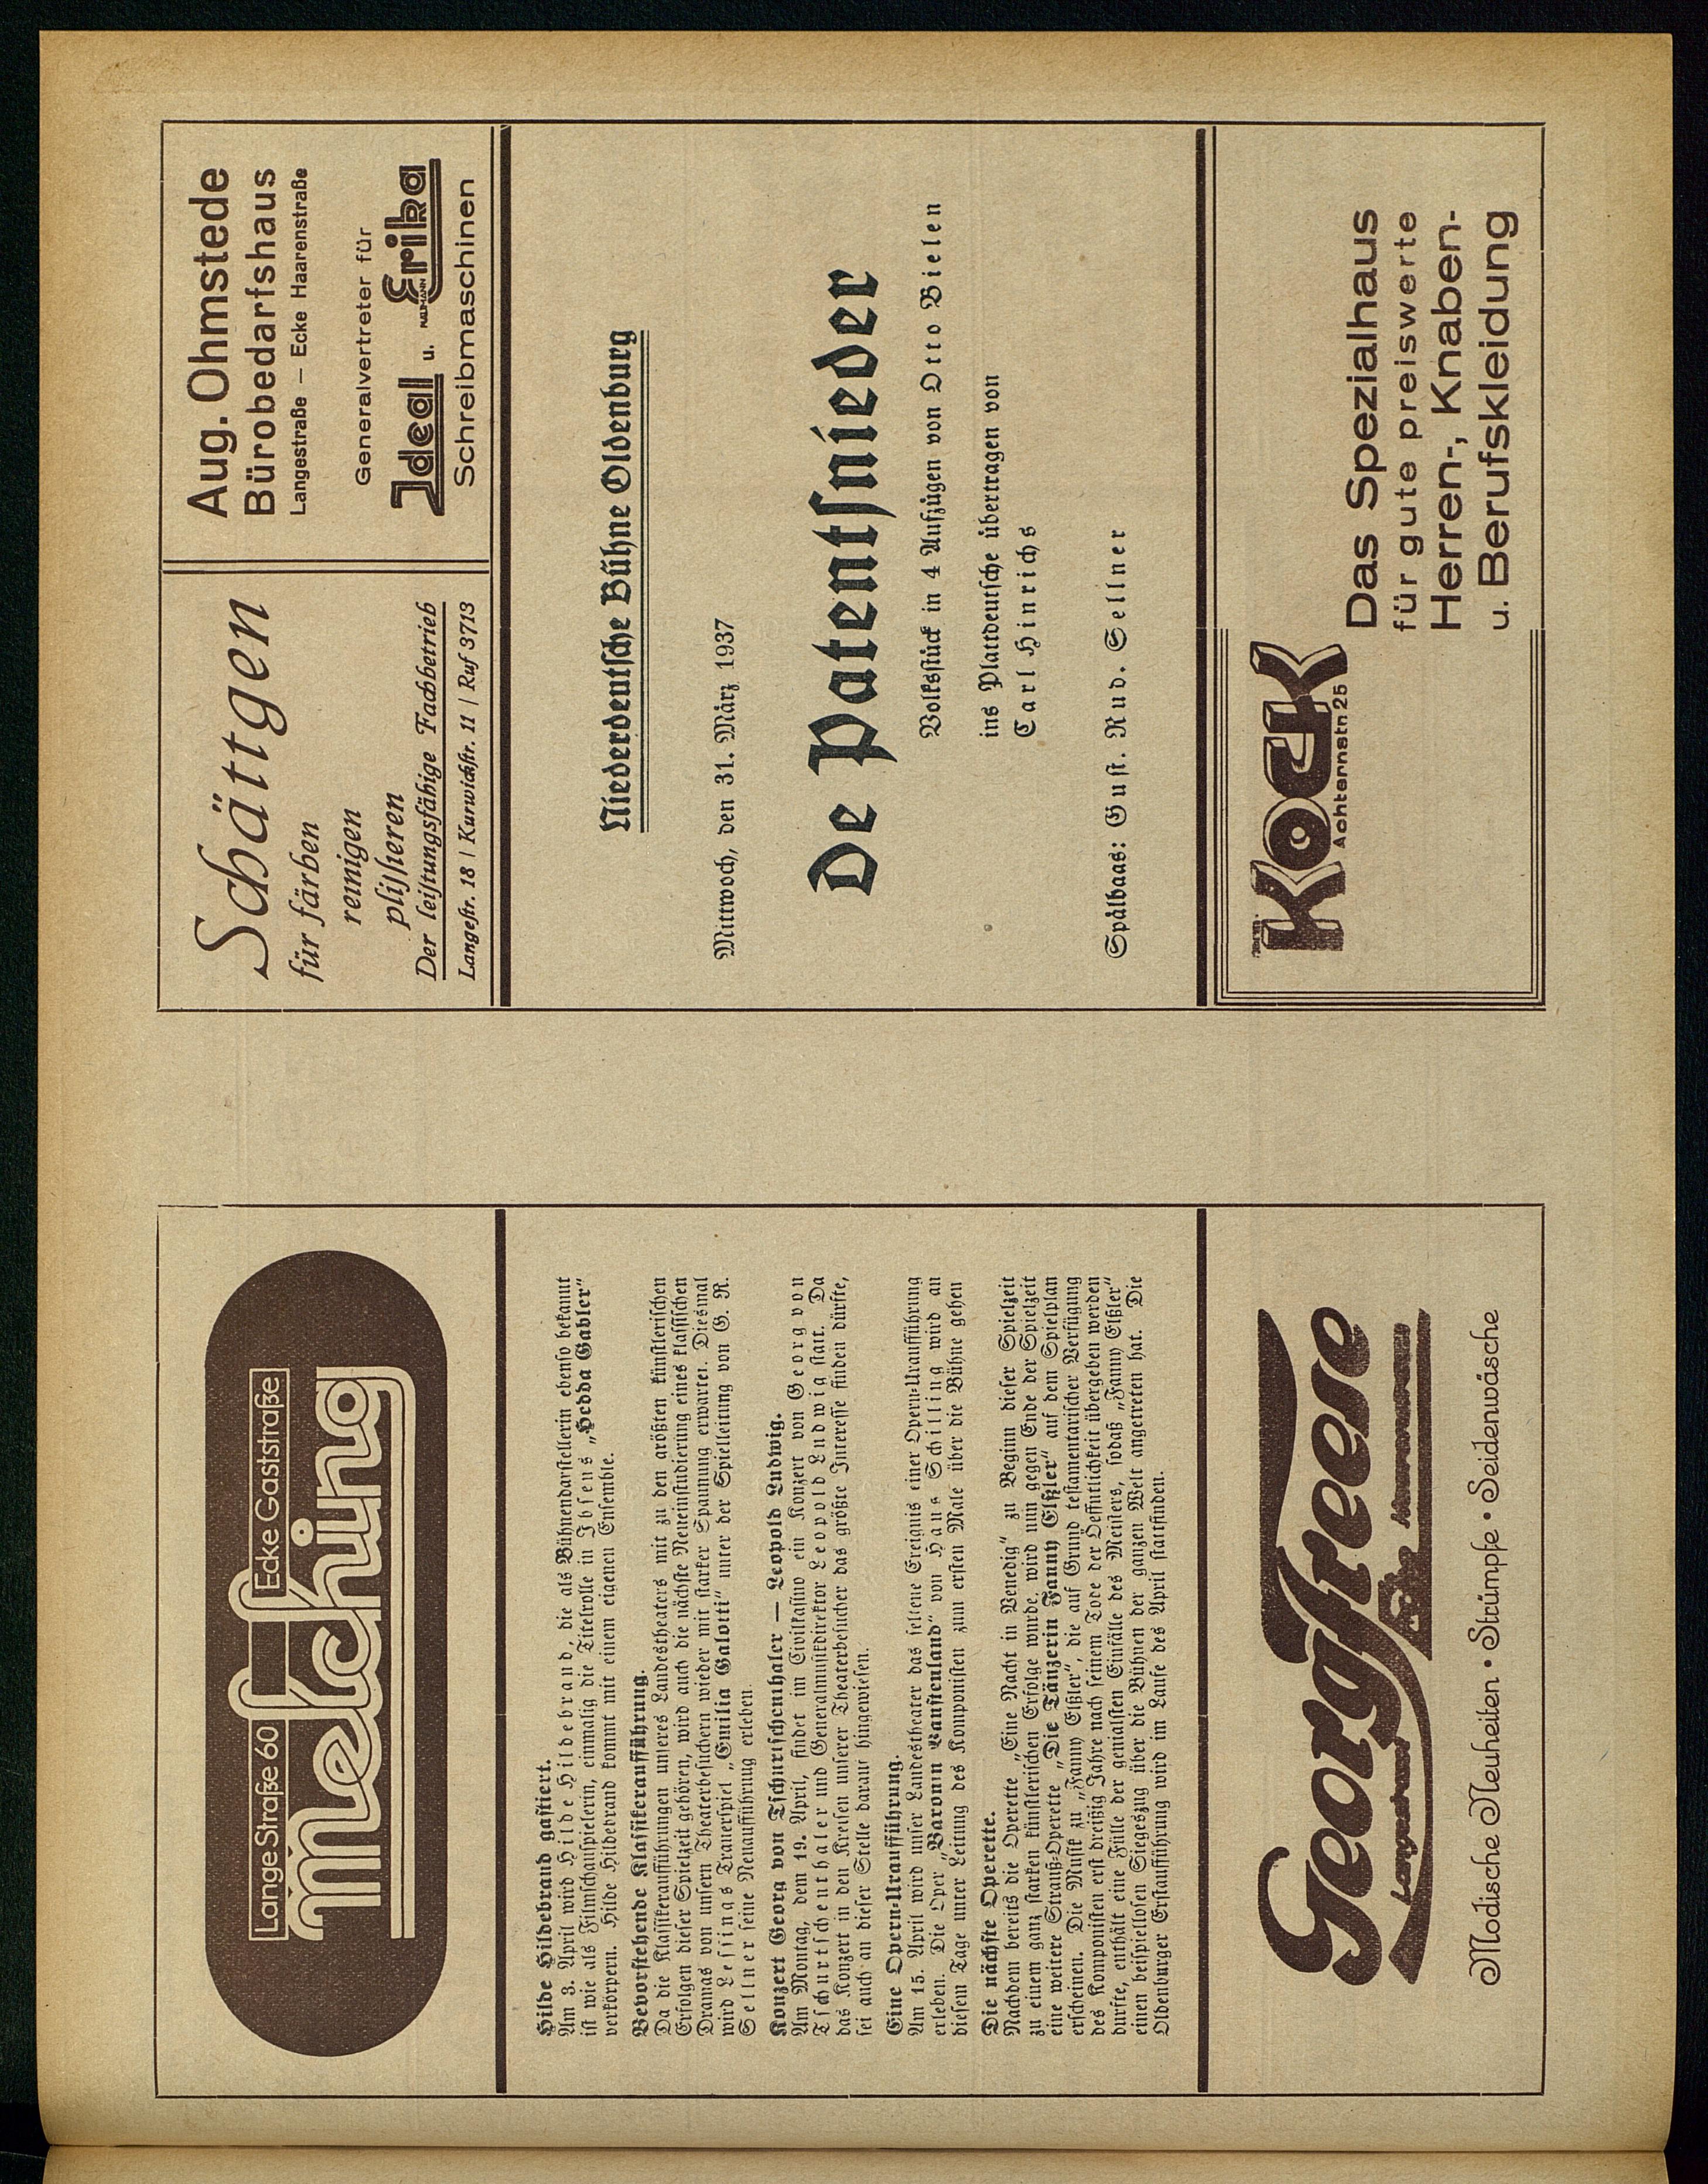 Lange Straße 60
Ecke Gaststraße
Melching
Hilde Hildebrand gastiert.
Am 3. April wird Hilde Hildebrand, die als Bühnendarstellerin ebenso bekannt
ist wie als Filmschauspielerin, einmalig die Titelrolle in Ibsens „Hedda Gabler“
verkörpern. Hilde Hildebrand kommt mit einem eigenen Ensemble.
Bevorstehende Klassikeraufführung.
Da die Klassikeraufführungen unseres Landestheaters mit zu den größten künstlerischen
Erfolgen dieser Spielzeit gehören, wird auch die nächste Neueinstudierung eines klassischen
Dramas von unsern Theaterbesuchern wieder mit starker Spannung erwartet. Diesmal
wird Lessings Trauerspiel „Emilia Galotti“ unter der Spielleitung von G. R.
Sellner seine Neuaufführung erleben.
Konzert Georg von Tschurtschenthaler — Leopold Ludwig.
Am Montag, dem 19. April, findet im Civilkasino ein Konzert von Georg von
Tschurtschenthaler und Generalmusikdirektor Leopold Ludwig statt. Da
das Konzert in den Kreisen unserer Theaterbesucher das größte Interesse finden dürfte,
sei auch an dieser Stelle darauf hingewiesen.
Eine Opern-Uraufführung.
Am 15. April wird unser Landestheater das seltene Ereignis einer Opern-Uraufführung
erleben. Die Oper „Baronin Vanstenland“ von Hans Schilling wird an
diesem Tage unter Leitung des Komponisten zum ersten Male über die Bühne gehen
Die nächste Operette.
Nachdem bereits die Operette „Eine Nacht in Venedig“ zu Beginn dieser Spielzeit
zu einem ganz starken künstlerischen Erfolge wurde, wird nun gegen Ende der Spielzeit
eine weitere Strauß-Operette „Die Tänzerin Fanny Elßler“ auf dem Spielplan
erscheinen. Die Musik zu „Fanny Elßler“, die auf Grund testamentarischer Verfügung
des Komponisten erst dreißig Jahre nach seinem Tode der Oeffentlichkeit übergeben werden
durfte, enthält eine Fülle der genialsten Einfälle des Meisters, sodaß „Fanny Elßler“
einen beispiellosen Siegeszug über die Bühnen der ganzen Welt angetreten hat. Die
Oldenburger Erstaufführung wird im Laufe des April stattfinden.
Georg Freese
Langestraße
Modische Neuheiten • Strümpfe • Seidenwäsche
Schättgen
für färben
reinigen
plissieren
Der leistungsfähige Fachbetrieb
Langestr. 18 | Kurwickstr. 11 | Ruf 3713
Aug. Ohmstede
Bürobedarfshaus
Langestraße – Ecke Haarenstraße
Generalvertreter für
Ideal u. NAUMANN Erika
Schreibmaschinen
Niederdeutsche Bühne Oldenburg
Mittwoch, den 31. März 1937
De Patentsnieder
Volksstück in 4 Aufzügen von Otto Bielen
ins Plattdeutsche übertragen von
Carl Hinrichs
Spälbaas: Gust. Rud. Sellner
Kock
Achternstr. 25
Das Spezialhaus
für gute preiswerte
Herren-, Knaben-
u. Berufskleidung